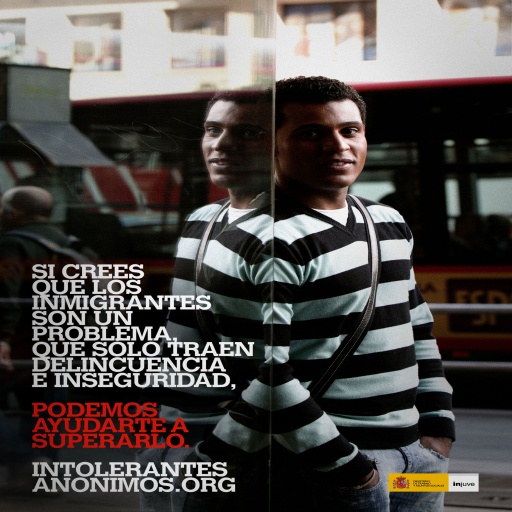 SI CREES
QUE LOS
INMIGRANTES
SON UN
PROBLEMA,
QUE SOLO TRAEN
DELINCUENCIA
E INSEGURIDAD,
PODEMOS
AYUDARTE A
SUPERARLO.
INTOLERANTES
ANONIMOS.ORG
injuve